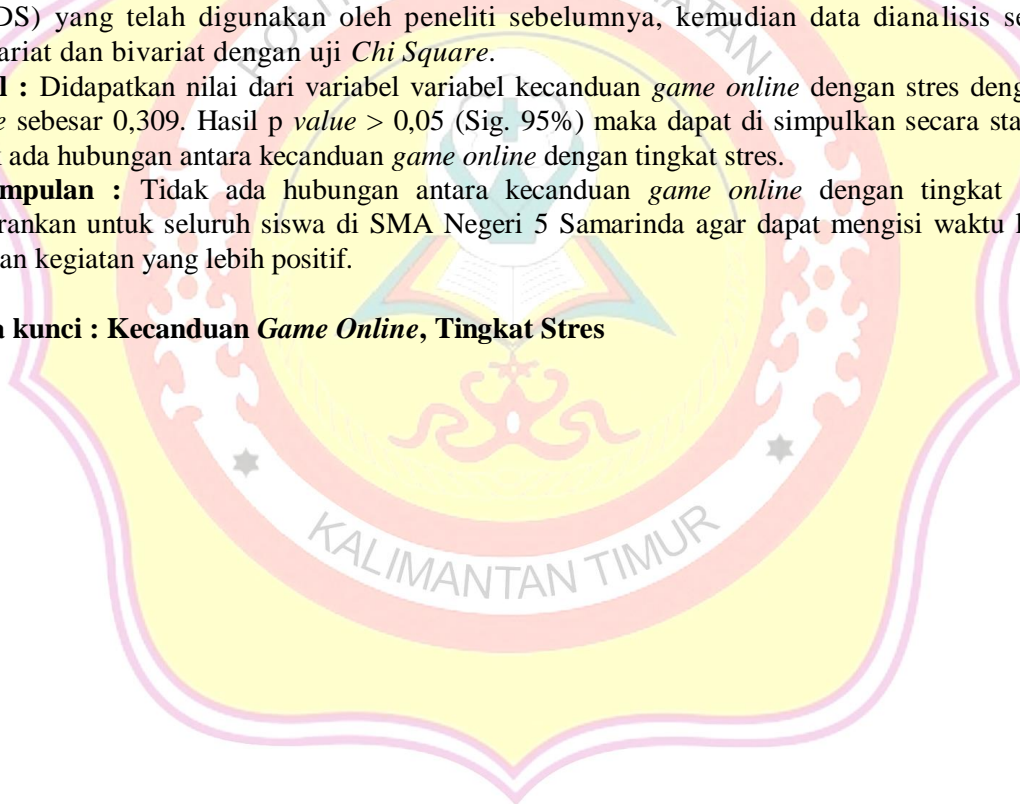 DS) yang telah digunakan oleh peneliti sebelumnya, kemudian data dianalisis se
ariat dan bivariat dengan uji Chi Square.
l : Didapatkan nilai dari variabel variabel kecanduan game online dengan stres deng
e sebesar 0,309. Hasil p value > 0,05 (Sig. 95%) maka dapat di simpulkan secara sta
k ada hubungan antara kecanduan game online dengan tingkat stres.
mpulan : Tidak ada hubungan antara kecanduan game online dengan tingkat
rankan untuk seluruh siswa di SMA Negeri 5 Samarinda agar dapat mengisi waktu l
an kegiatan yang lebih positif.
a kunci : Kecanduan Game Online, Tingkat Stres
KALIMANTAN TIMUR